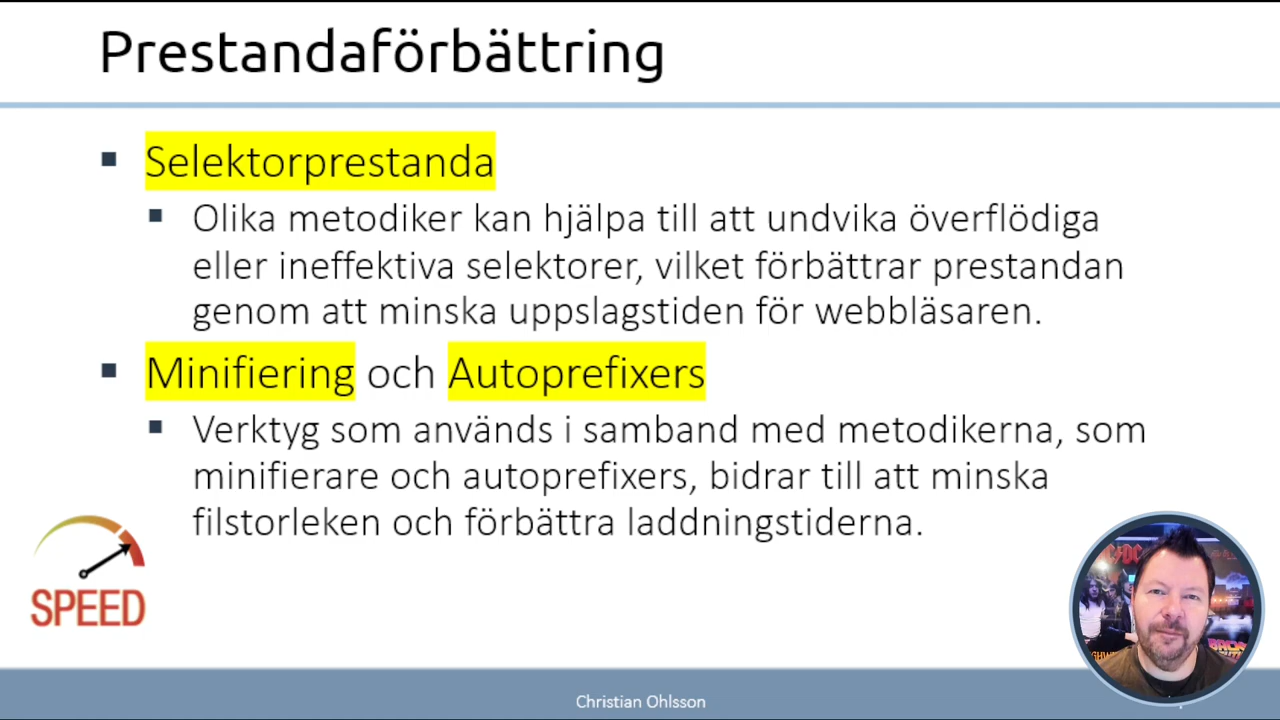 Prestandaförbättring
Selektorprestanda
Olika metodiker kan hjälpa till att undvika överflödiga
eller ineffektiva selektorer, vilket förbättrar prestandan
genom att minska uppslagstiden för webbläsaren.
Minifiering och Autoprefixers
Verktyg som används i samband med metodikerna, som
minifierare och autoprefixers, bidrar till att minska
filstorleken och förbättra laddningstiderna.
SPEED
Christian Ohlsson